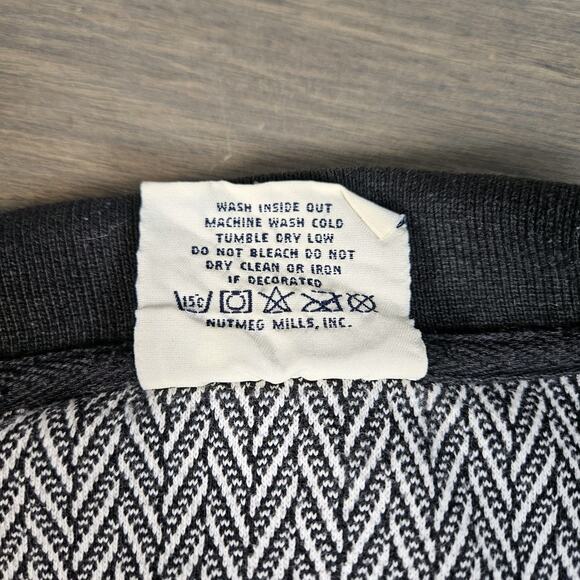 WASH INSIDE OUT
MACHINE WASH COLD
TUMBLE DRY LOW
DO NOT BLEACH DO NOT
DRY CLEAN OR IRON
IF DECORATED
15°C
NUTMEG MILLS, INC.